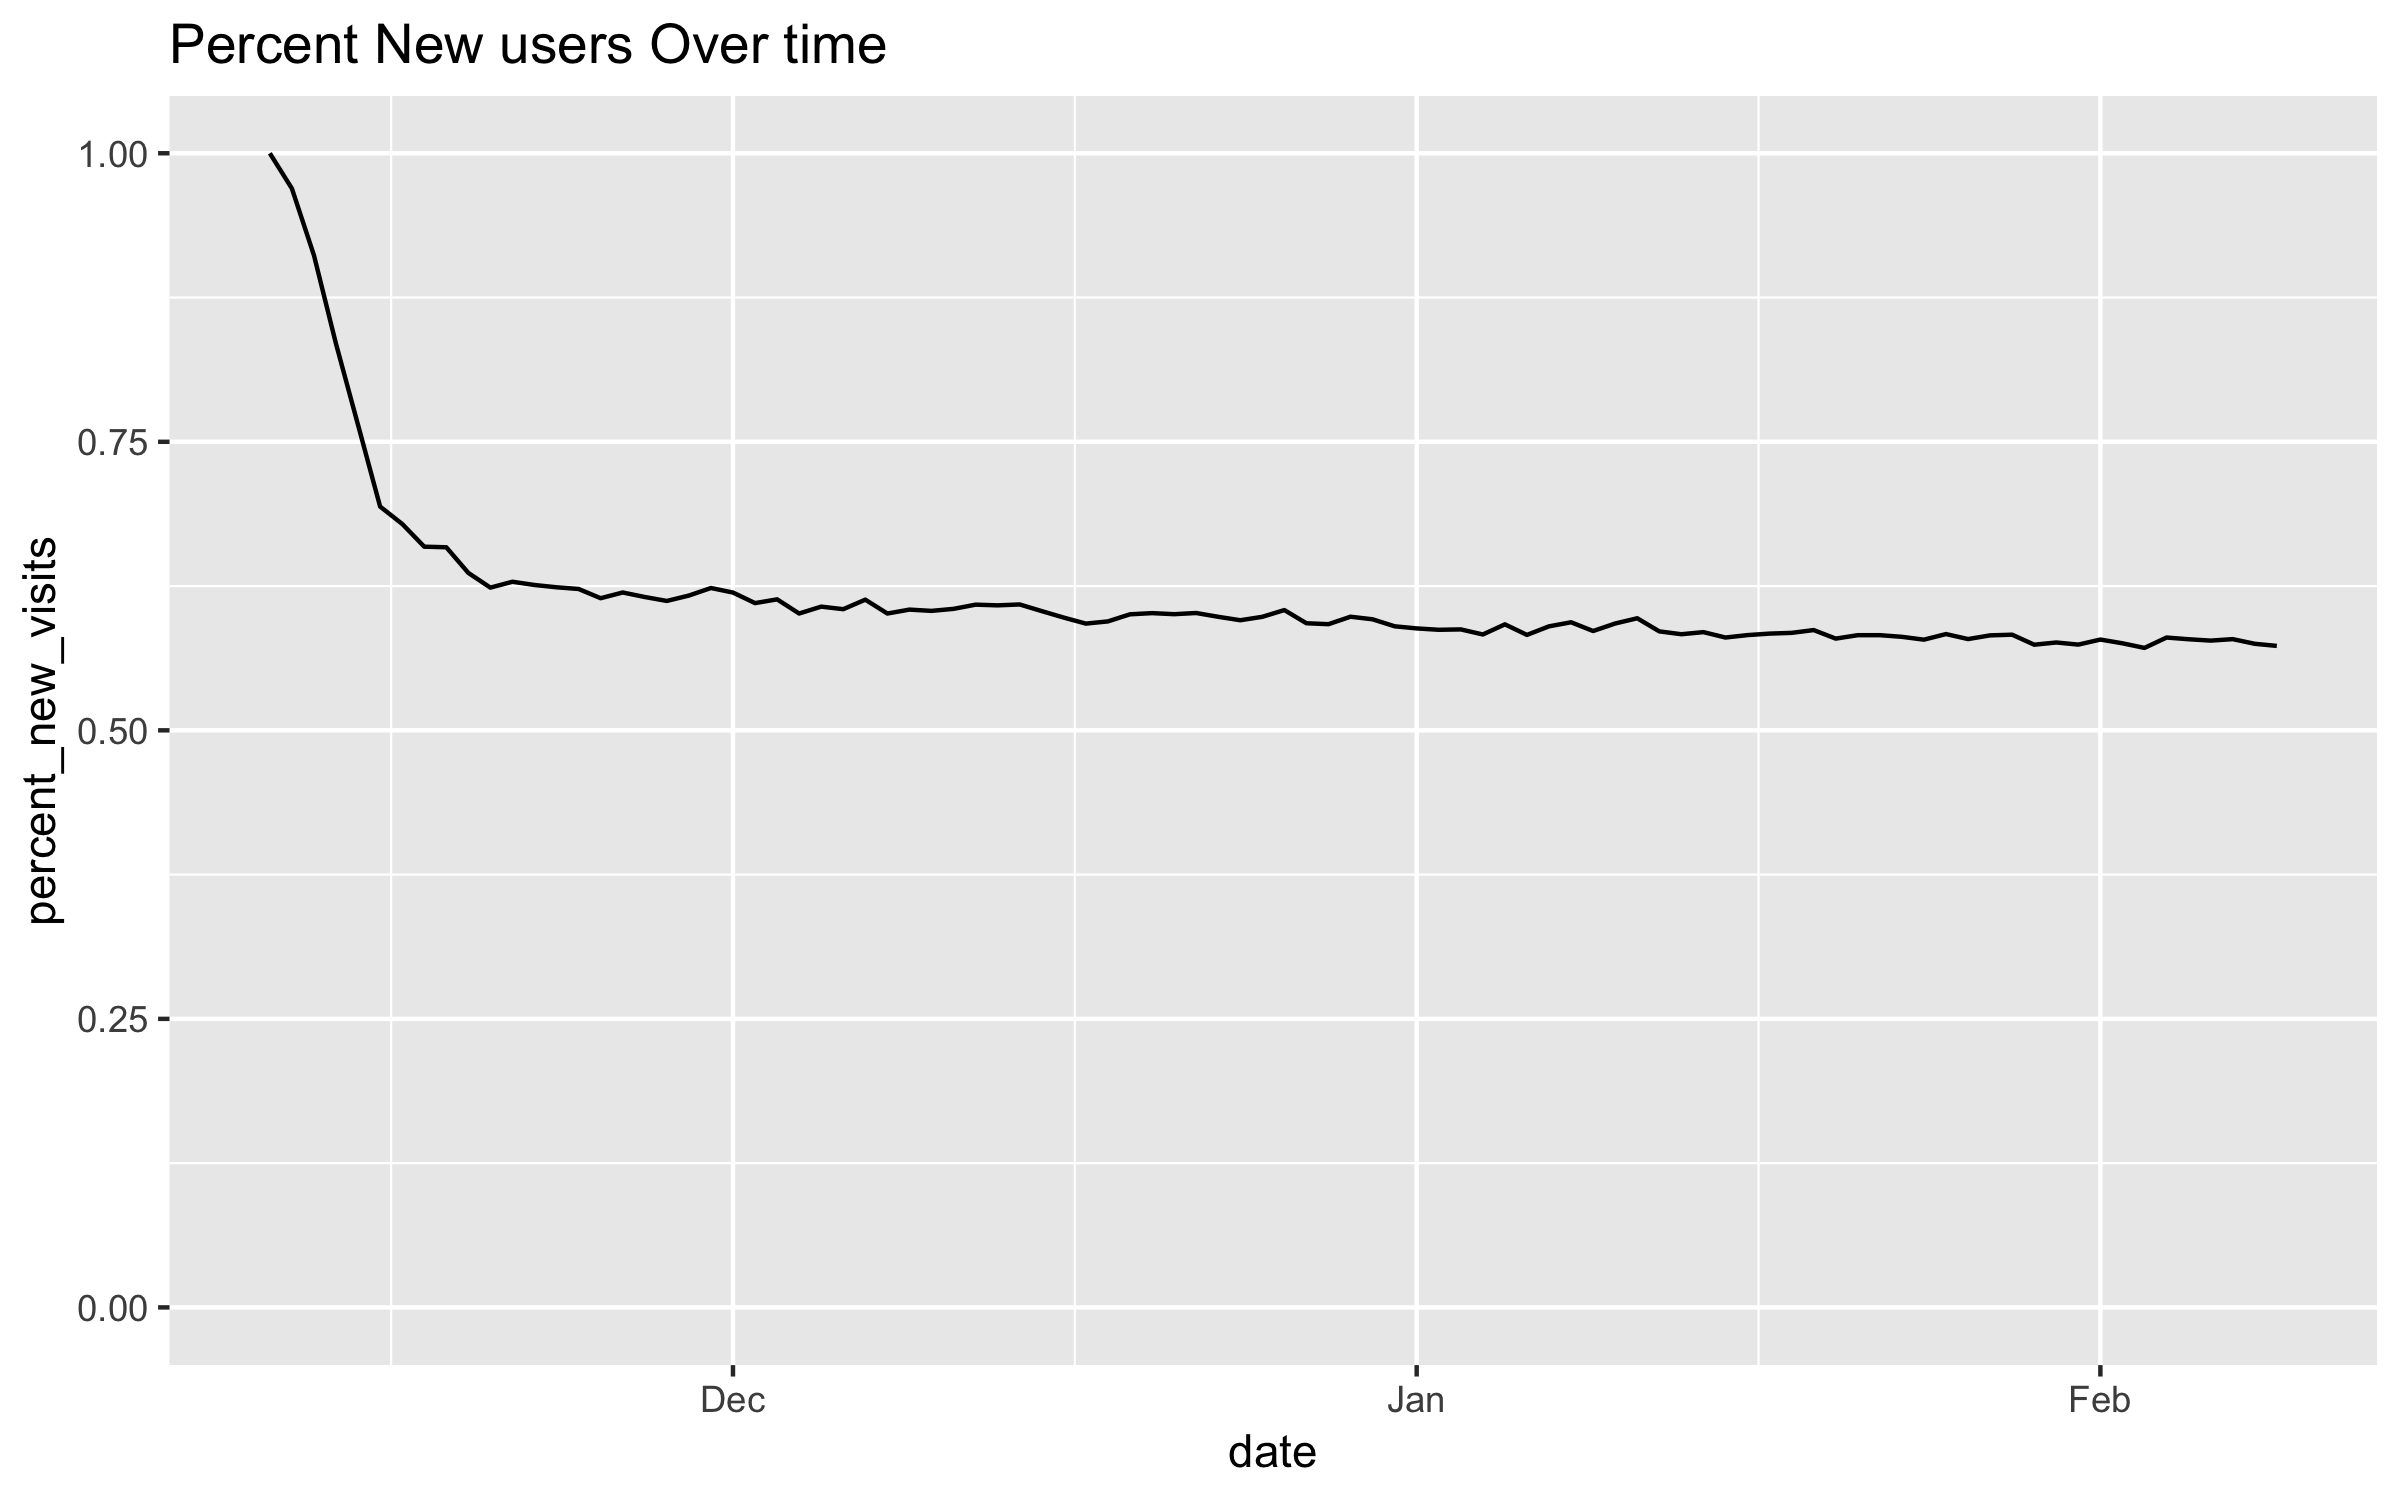 Percent New users Over time
percent_new_visits
1.00
0.75
0.50
0.25
0.00
Dec
Jan
Feb
date